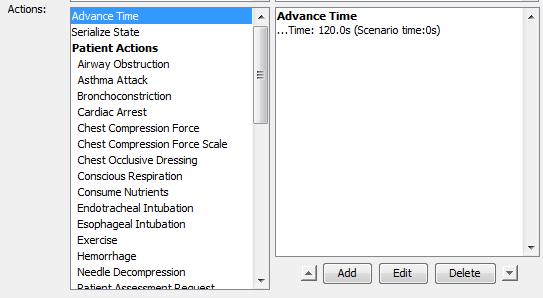 Actions:
Advance Time
Serialize State
Patient Actions
Airway Obstruction
Asthma Attack
Bronchoconstriction
Cardiac Arrest
Chest Compression Force
Chest Compression Force Scale
Chest Occlusive Dressing
Conscious Respiration
Consume Nutrients
Endotracheal Intubation
Esophageal Intubation
Exercise
Hemorrhage
Needle Decompression
Patient Assessment Request
Advance Time
...Time: 120.0s (Scenario time:0s)
Add
Edit
Delete